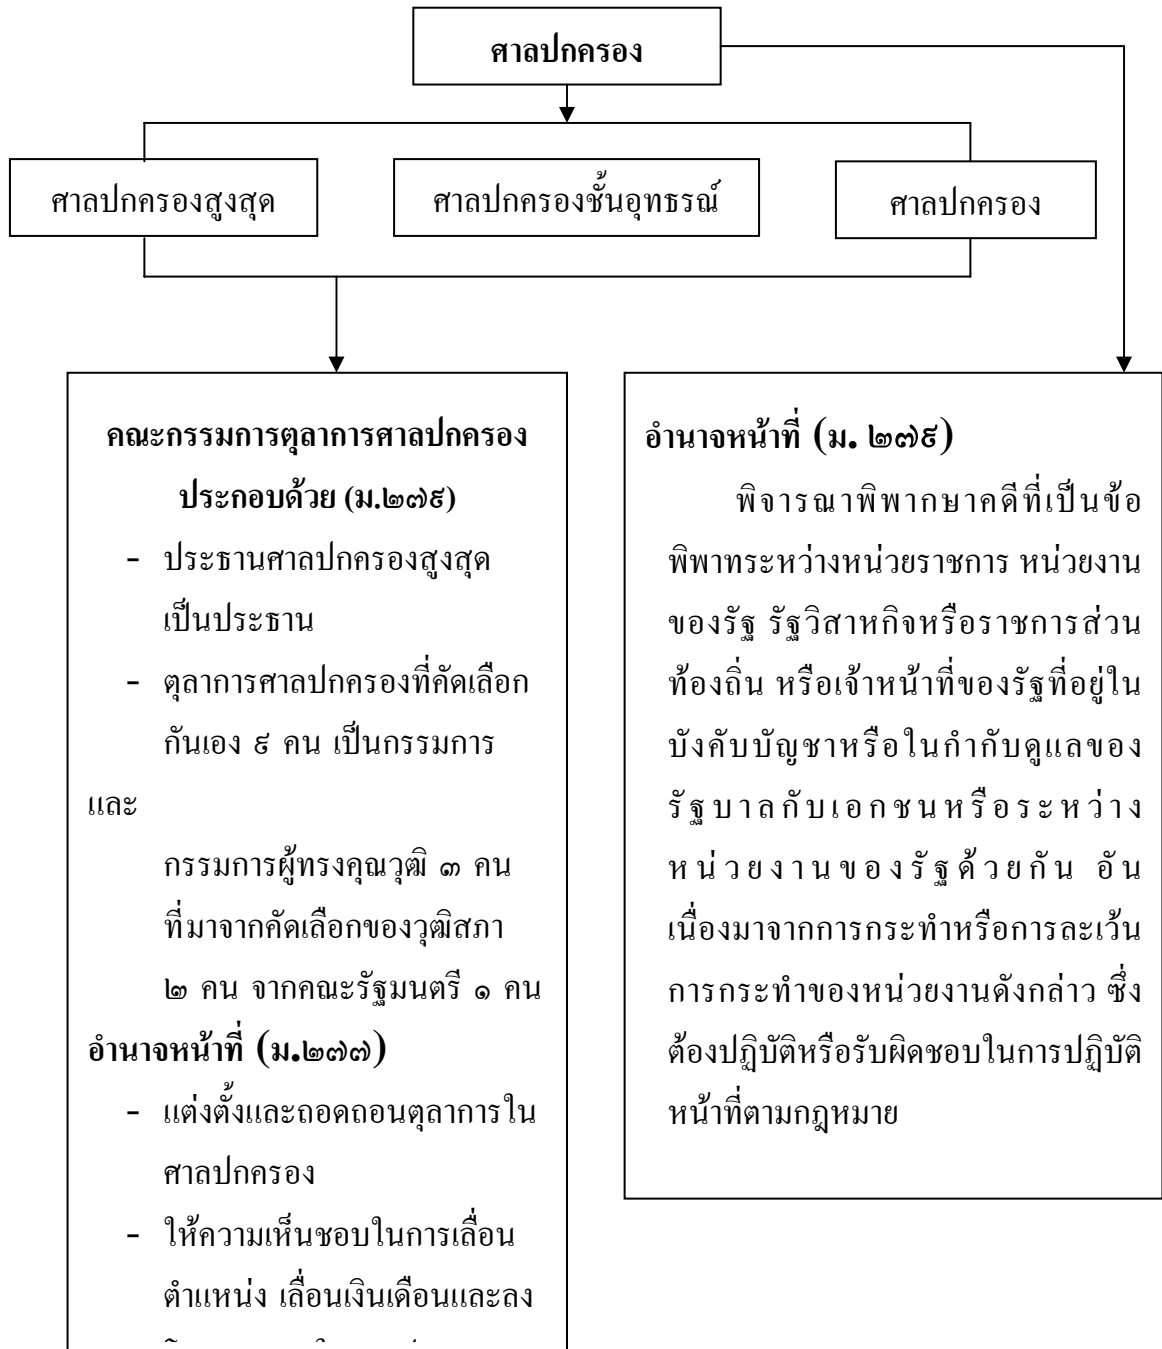 ศาลปกครอง
ศาลปกครองสูงสุด
ศาลปกครองชั้นอุทธรณ์
ศาลปกครอง
คณะกรรมการตุลาการศาลปกครอง
ประกอบด้วย (ม.๒๗๙)
- ประธานศาลปกครองสูงสุด
เป็นประธาน
- ตุลาการศาลปกครองที่คัดเลือก
กันเอง ๙ คน เป็นกรรมการ
และ
กรรมการผู้ทรงคุณวุฒิ ๓ คน
ที่มาจากคัดเลือกของวุฒิสภา
๒ คน จากคณะรัฐมนตรี ๑ คน
อำนาจหน้าที่ (ม.๒๗๗)
- แต่งตั้งและถอดถอนตุลาการใน
ศาลปกครอง
- ให้ความเห็นชอบในการเลื่อน
ตำแหน่ง เลื่อนเงินเดือนและลง
อำนาจหน้าที่ (ม. ๒๗๙)
พิจารณาพิพากษาคดีที่เป็นข้อ
พิพาทระหว่างหน่วยราชการ หน่วยงาน
ของรัฐ รัฐวิสาหกิจหรือราชการส่วน
ท้องถิ่น หรือเจ้าหน้าที่ของรัฐที่อยู่ใน
บังคับบัญชาหรือในกำกับดูแลของ
รัฐบาลกับเอกชนหรือระหว่าง
หน่วยงานของรัฐด้วยกัน อัน
เนื่องมาจากการกระทำหรือการละเว้น
การกระทำของหน่วยงานดังกล่าว ซึ่ง
ต้องปฏิบัติหรือรับผิดชอบในการปฏิบัติ
หน้าที่ตามกฎหมาย